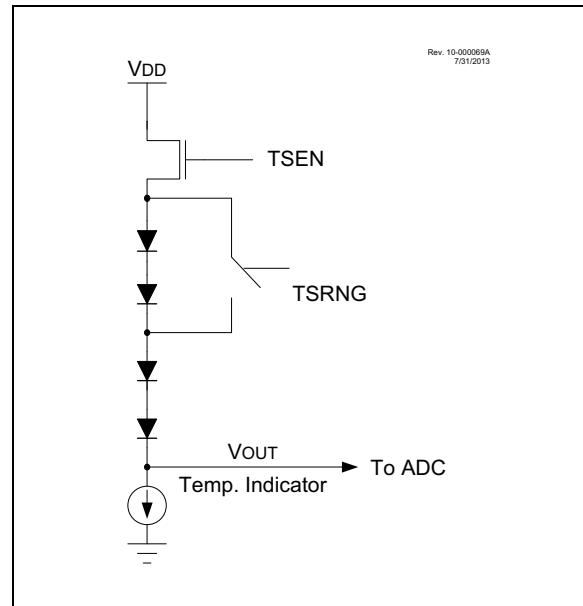 Rev. 10-000069A
7/31/2013
VDD
TSEN
TSRNG
VOUT
To ADC
Temp. Indicator